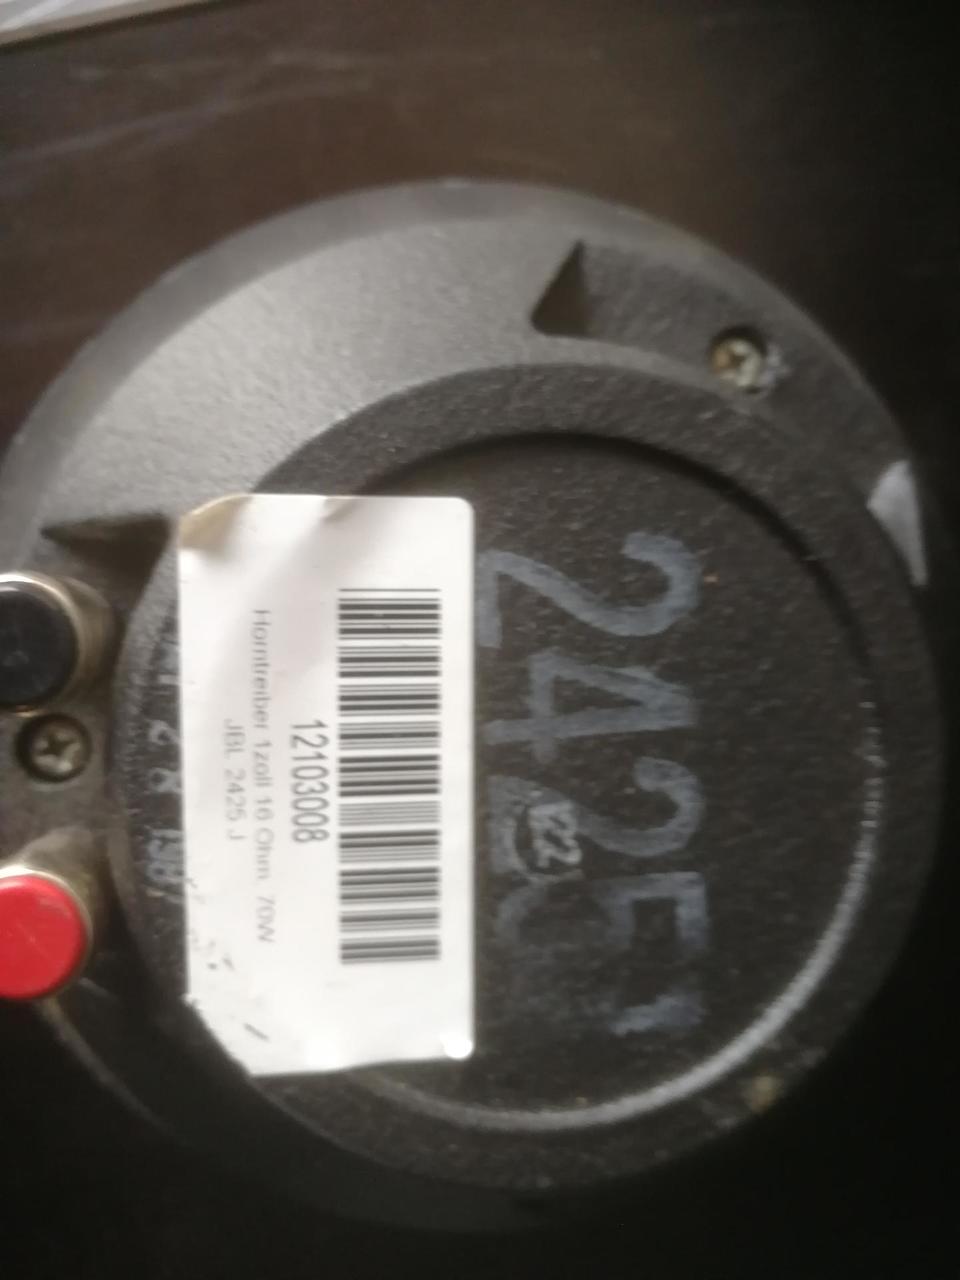 12103008
Horntreiber 1zoll 16 Ohm, 70W
JBL 2425 J
2425